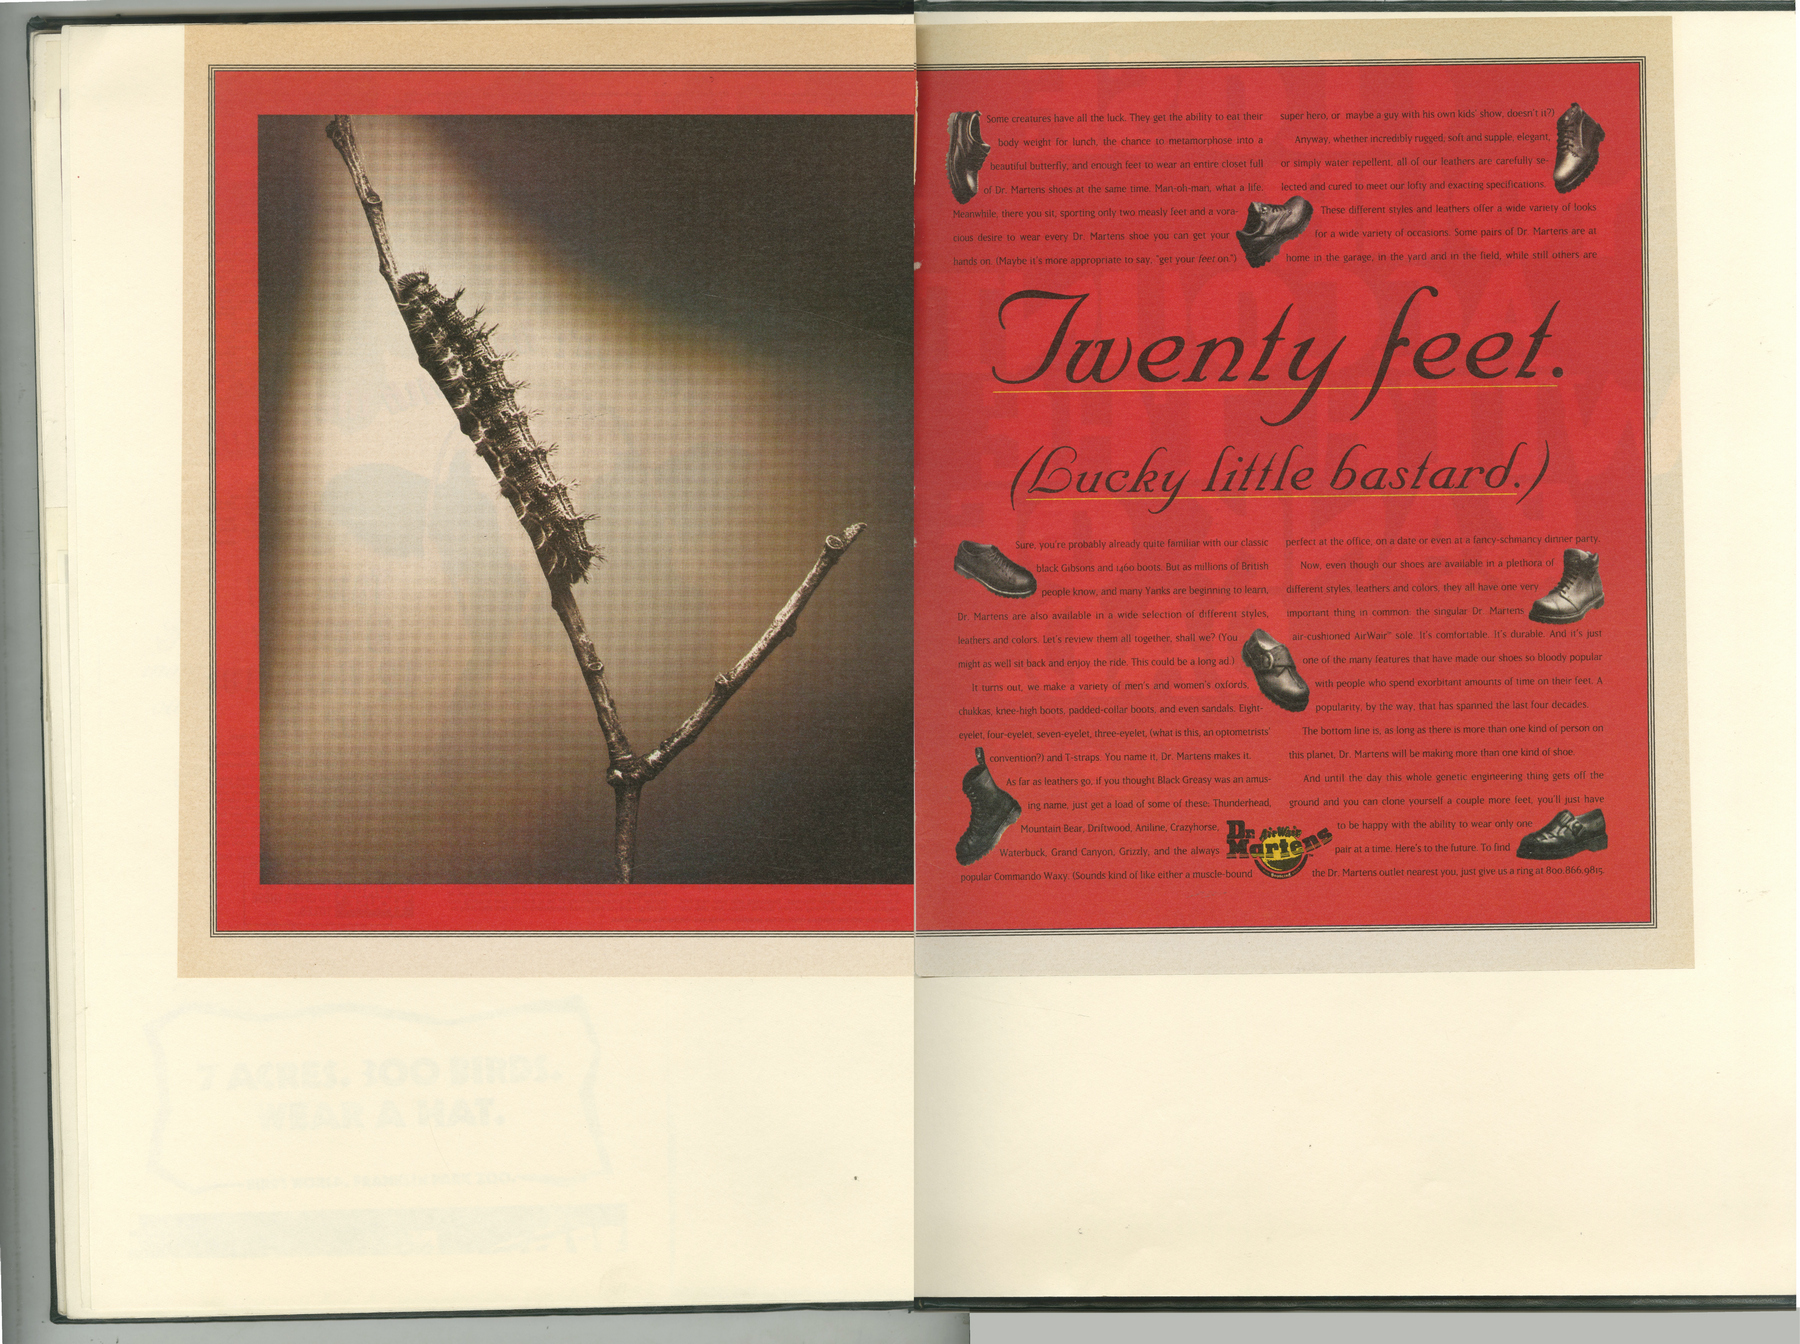 Some creatures have all the luck. They get the ability to eat their
body weight for lunch, the chance to metamorphose into a
beautiful butterfly, and enough feet to wear an entire closet full
of Dr. Martens shoes at the same time. Man-oh-man, what a life.
Meanwhile, there you sit, sporting only two measly feet and a vora-
cious desire to wear every Dr. Martens shoe you can get your
hands on. (Maybe it's more appropriate to say, "get your feet on.")
Twenty feet.
(Lucky little bastard.)
Sure, you're probably already quite familiar with our classic
black Gibsons and 1460 boots. But as millions of British
people know, and many Yanks are beginning to learn,
Dr. Martens are also available in a wide selection of different styles,
leathers and colors. Let's review them all together, shall we? (You
might as well sit back and enjoy the ride. This could be a long ad.)
It turns out, we make a variety of men's and women's oxfords,
chukkas, knee-high boots, padded-collar boots, and even sandals. Eight-
eyelet, four-eyelet, seven-eyelet, three-eyelet, (what is this, an optometrists'
convention?) and T-straps. You name it, Dr. Martens makes it.
As far as leathers go, if you thought Black Greasy was an amus-
ing name, just get a load of some of these: Thunderhead,
Mountain Bear, Driftwood, Aniline, Crazyhorse,
Waterbuck, Grand Canyon, Grizzly, and the always
popular Commando Waxy. (Sounds kind of like either a muscle-bound
super hero, or maybe a guy with his own kids' show, doesn't it?)
Anyway, whether incredibly rugged, soft and supple, elegant,
or simply water repellent, all of our leathers are carefully se-
lected and cured to meet our lofty and exacting specifications.
These different styles and leathers offer a wide variety of looks
for a wide variety of occasions. Some pairs of Dr. Martens are at
home in the garage, in the yard and in the field, while still others are
perfect at the office, on a date or even at a fancy-schmancy dinner party.
Now, even though our shoes are available in a plethora of
different styles, leathers and colors, they all have one very
important thing in common: the singular Dr. Martens
air-cushioned AirWair™ sole. It's comfortable. It's durable. And it's just
one of the many features that have made our shoes so bloody popular
with people who spend exorbitant amounts of time on their feet. A
popularity, by the way, that has spanned the last four decades.
The bottom line is, as long as there is more than one kind of person on
this planet, Dr. Martens will be making more than one kind of shoe.
And until the day this whole genetic engineering thing gets off the
ground and you can clone yourself a couple more feet, you'll just have
to be happy with the ability to wear only one
pair at a time. Here's to the future. To find
the Dr. Martens outlet nearest you, just give us a ring at 800.866.9815.
Dr. AirWair
Martens
7 ACRES. 300 BIRDS.
WEAR A HAT.